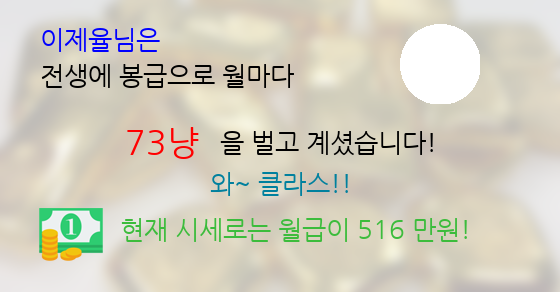 이제율님은
전생에 봉급으로 월마다
73냥 을 벌고 계셨습니다!
와~ 클라스!!
1
현재 시세로는 월급이 516 만원!